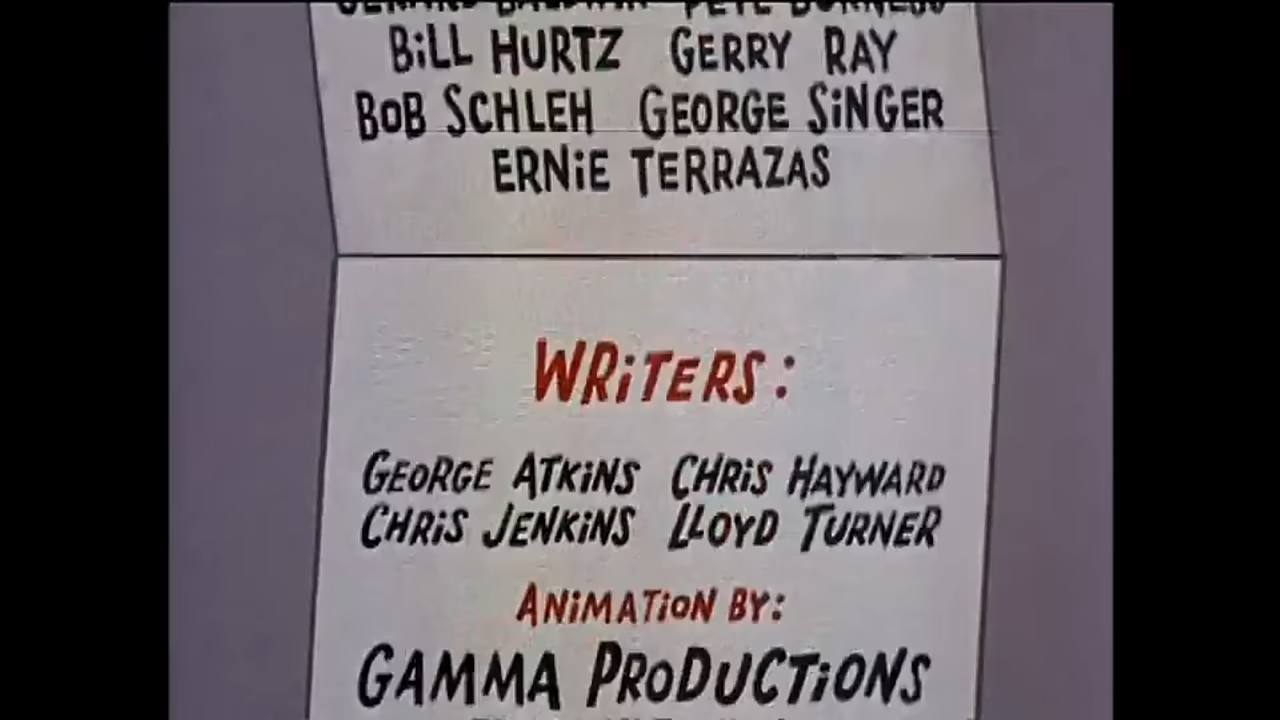 BiLL HURTZ GERRY RAY
BOB SCHLEH GEORGE SiNGER
ERNiE TERRAZAS
WRiTERS:
GEORGE ATKiNS CHRiS HAYWARD
CHRiS JENKiNS LLOYD TURNER
ANiMATiON BY:
GAMMA PRODUCTiONS